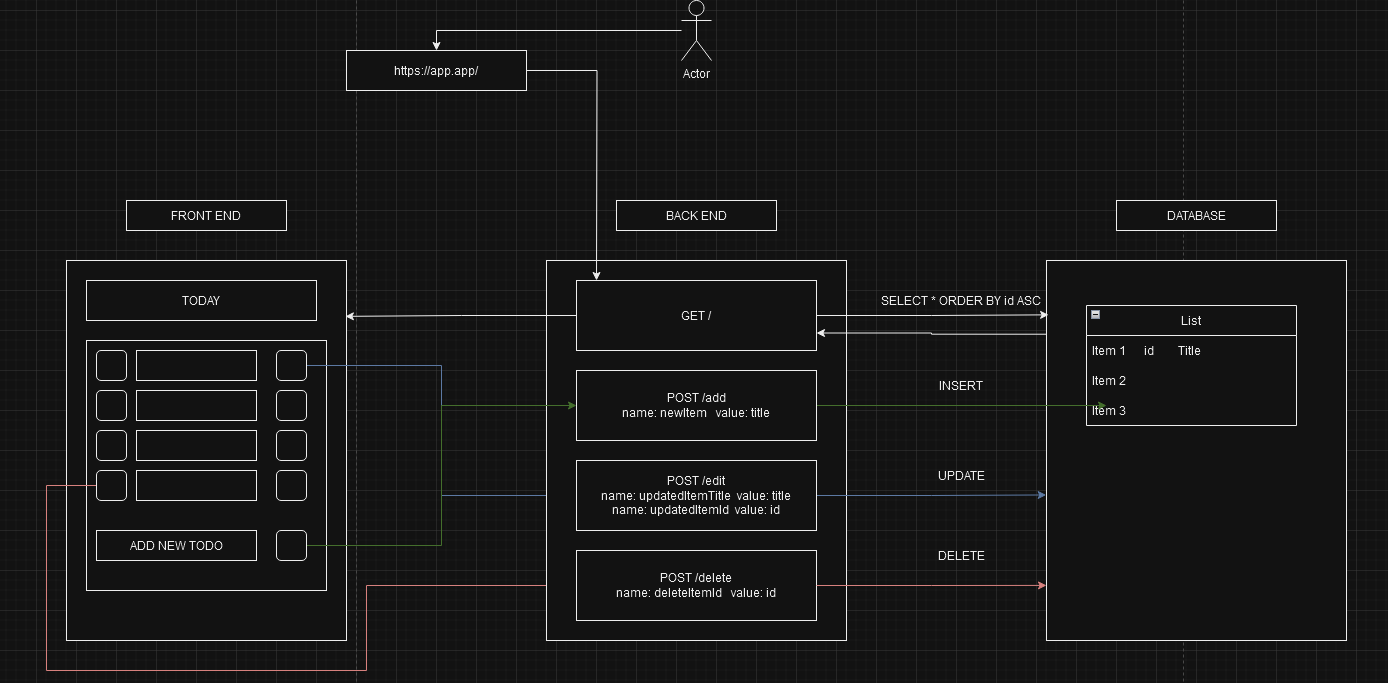 Actor
https://app.app/
FRONT END
BACK END
DATABASE
TODAY
ADD NEW TODO
GET /
POST /add
name: newItem value: title
POST /edit
name: updatedItemTitle value: title
name: updatedItemId value: id
POST /delete
name: deleteItemId value: id
SELECT * ORDER BY id ASC
INSERT
UPDATE
DELETE
List
Item 1 id Title
Item 2
Item 3